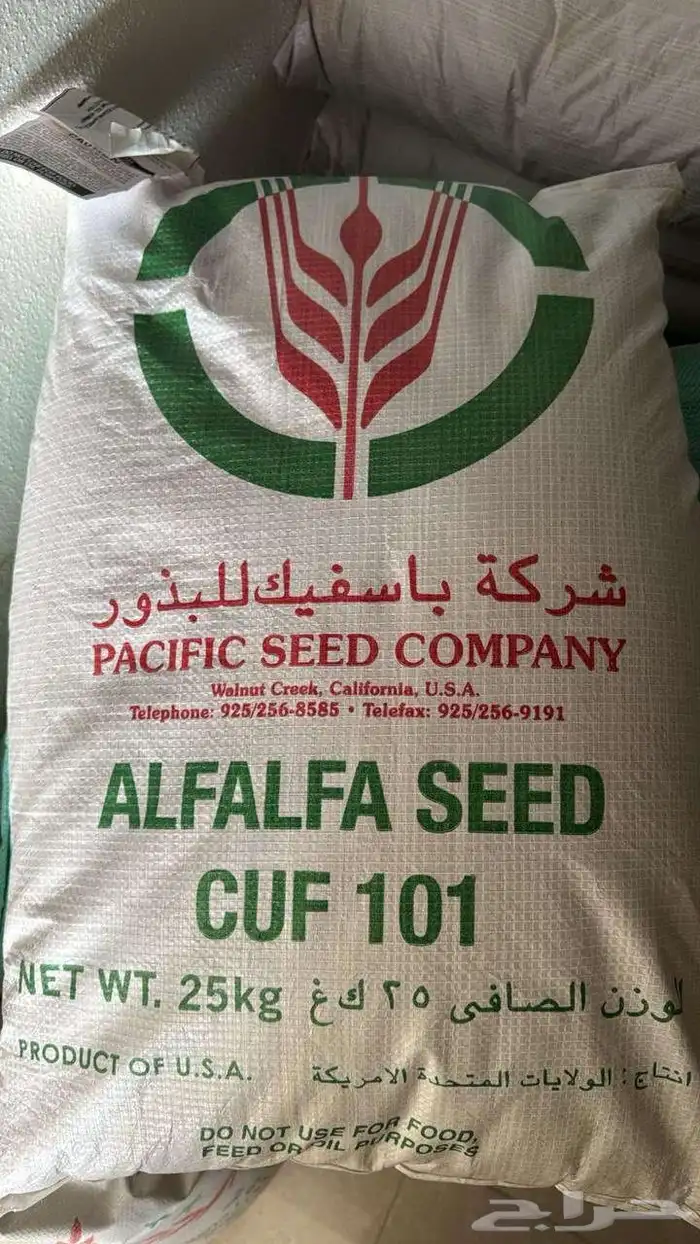 شركة باسفيك للبذور
PACIFIC SEED COMPANY
Walnut Creek, California, U.S.A.
Telephone: 925/256-8585 • Telefax: 925/256-9191
ALFALFA SEED
CUF 101
NET WT. 25kg لوزن الصافى ٢٥ ك غ
PRODUCT OF U.S.A. انتاج : الولايات المتحدة الامريكة
DO NOT USE FOR FOOD,
FEED OR OIL PURPOSES
حراج